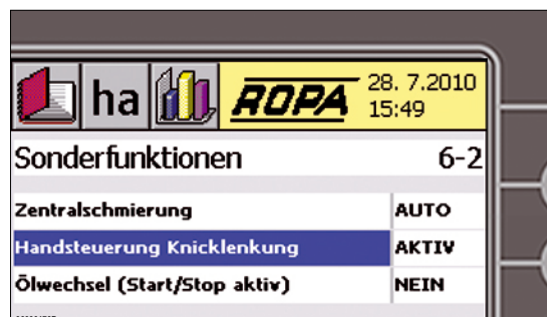 ha ROPA 28. 7.2010
15:49
Sonderfunktionen 6-2
Zentralschmierung AUTO
Handsteuerung Knicklenkung AKTIV
Ölwechsel (Start/Stop aktiv) NEIN